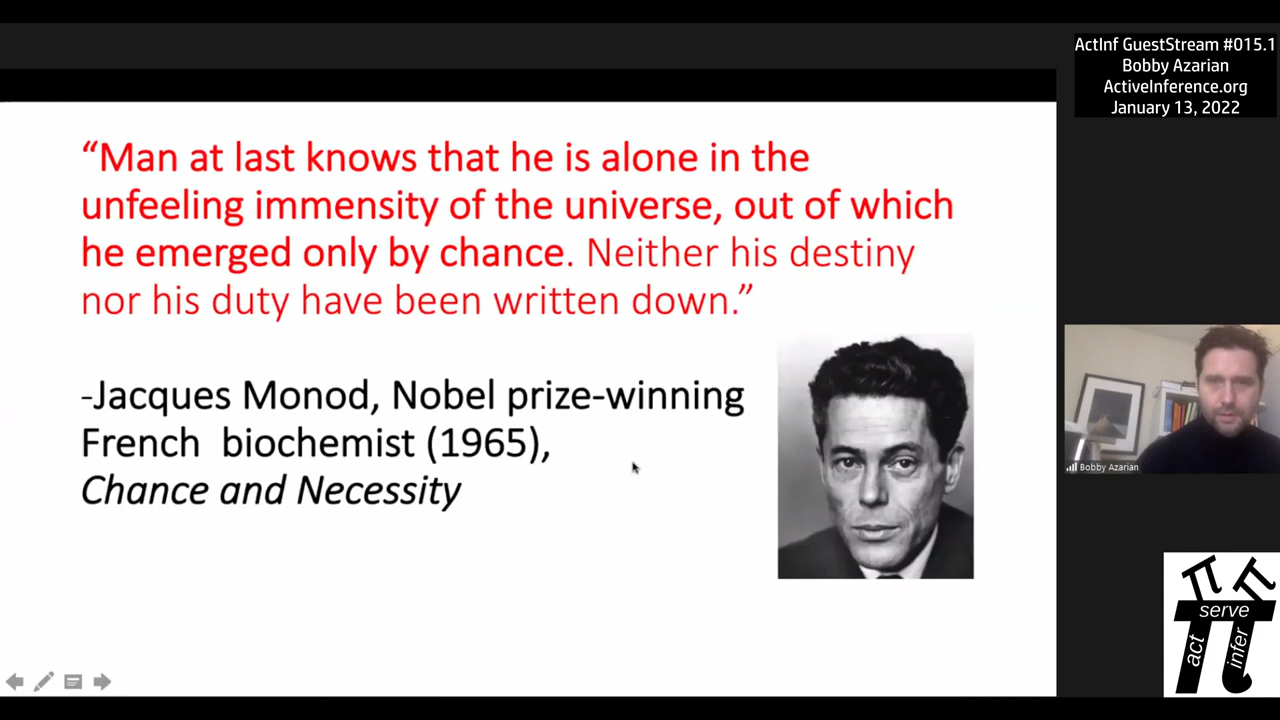 ActInf GuestStream #015.1
Bobby Azarian
ActiveInference.org
January 13, 2022
“Man at last knows that he is alone in the
unfeeling immensity of the universe, out of which
he emerged only by chance. Neither his destiny
nor his duty have been written down.”
-Jacques Monod, Nobel prize-winning
French  biochemist (1965),
Chance and Necessity
Bobby Azarian
π π
serve
π
act
infer